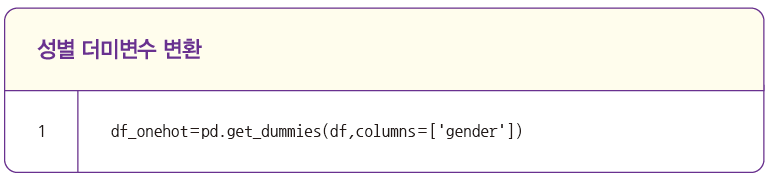 성별 더미변수 변환
1 df_onehot=pd.get_dummies(df,columns=['gender'])